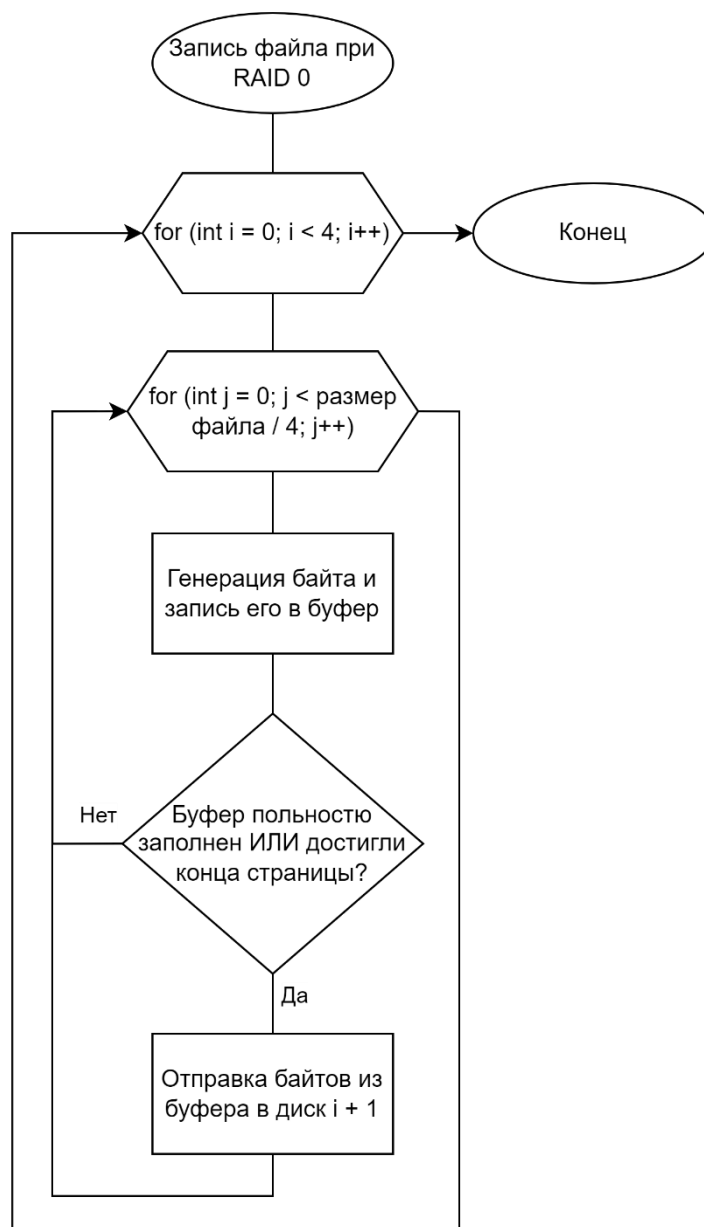 Запись файла при
RAID 0
for (int i = 0; i < 4; i++)
Конец
for (int j = 0; j < размер
файла / 4; j++)
Генерация байта и
запись его в буфер
Нет
Буфер польностю
заполнен ИЛИ достигли
конца страницы?
Да
Отправка байтов из
буфера в диск i + 1